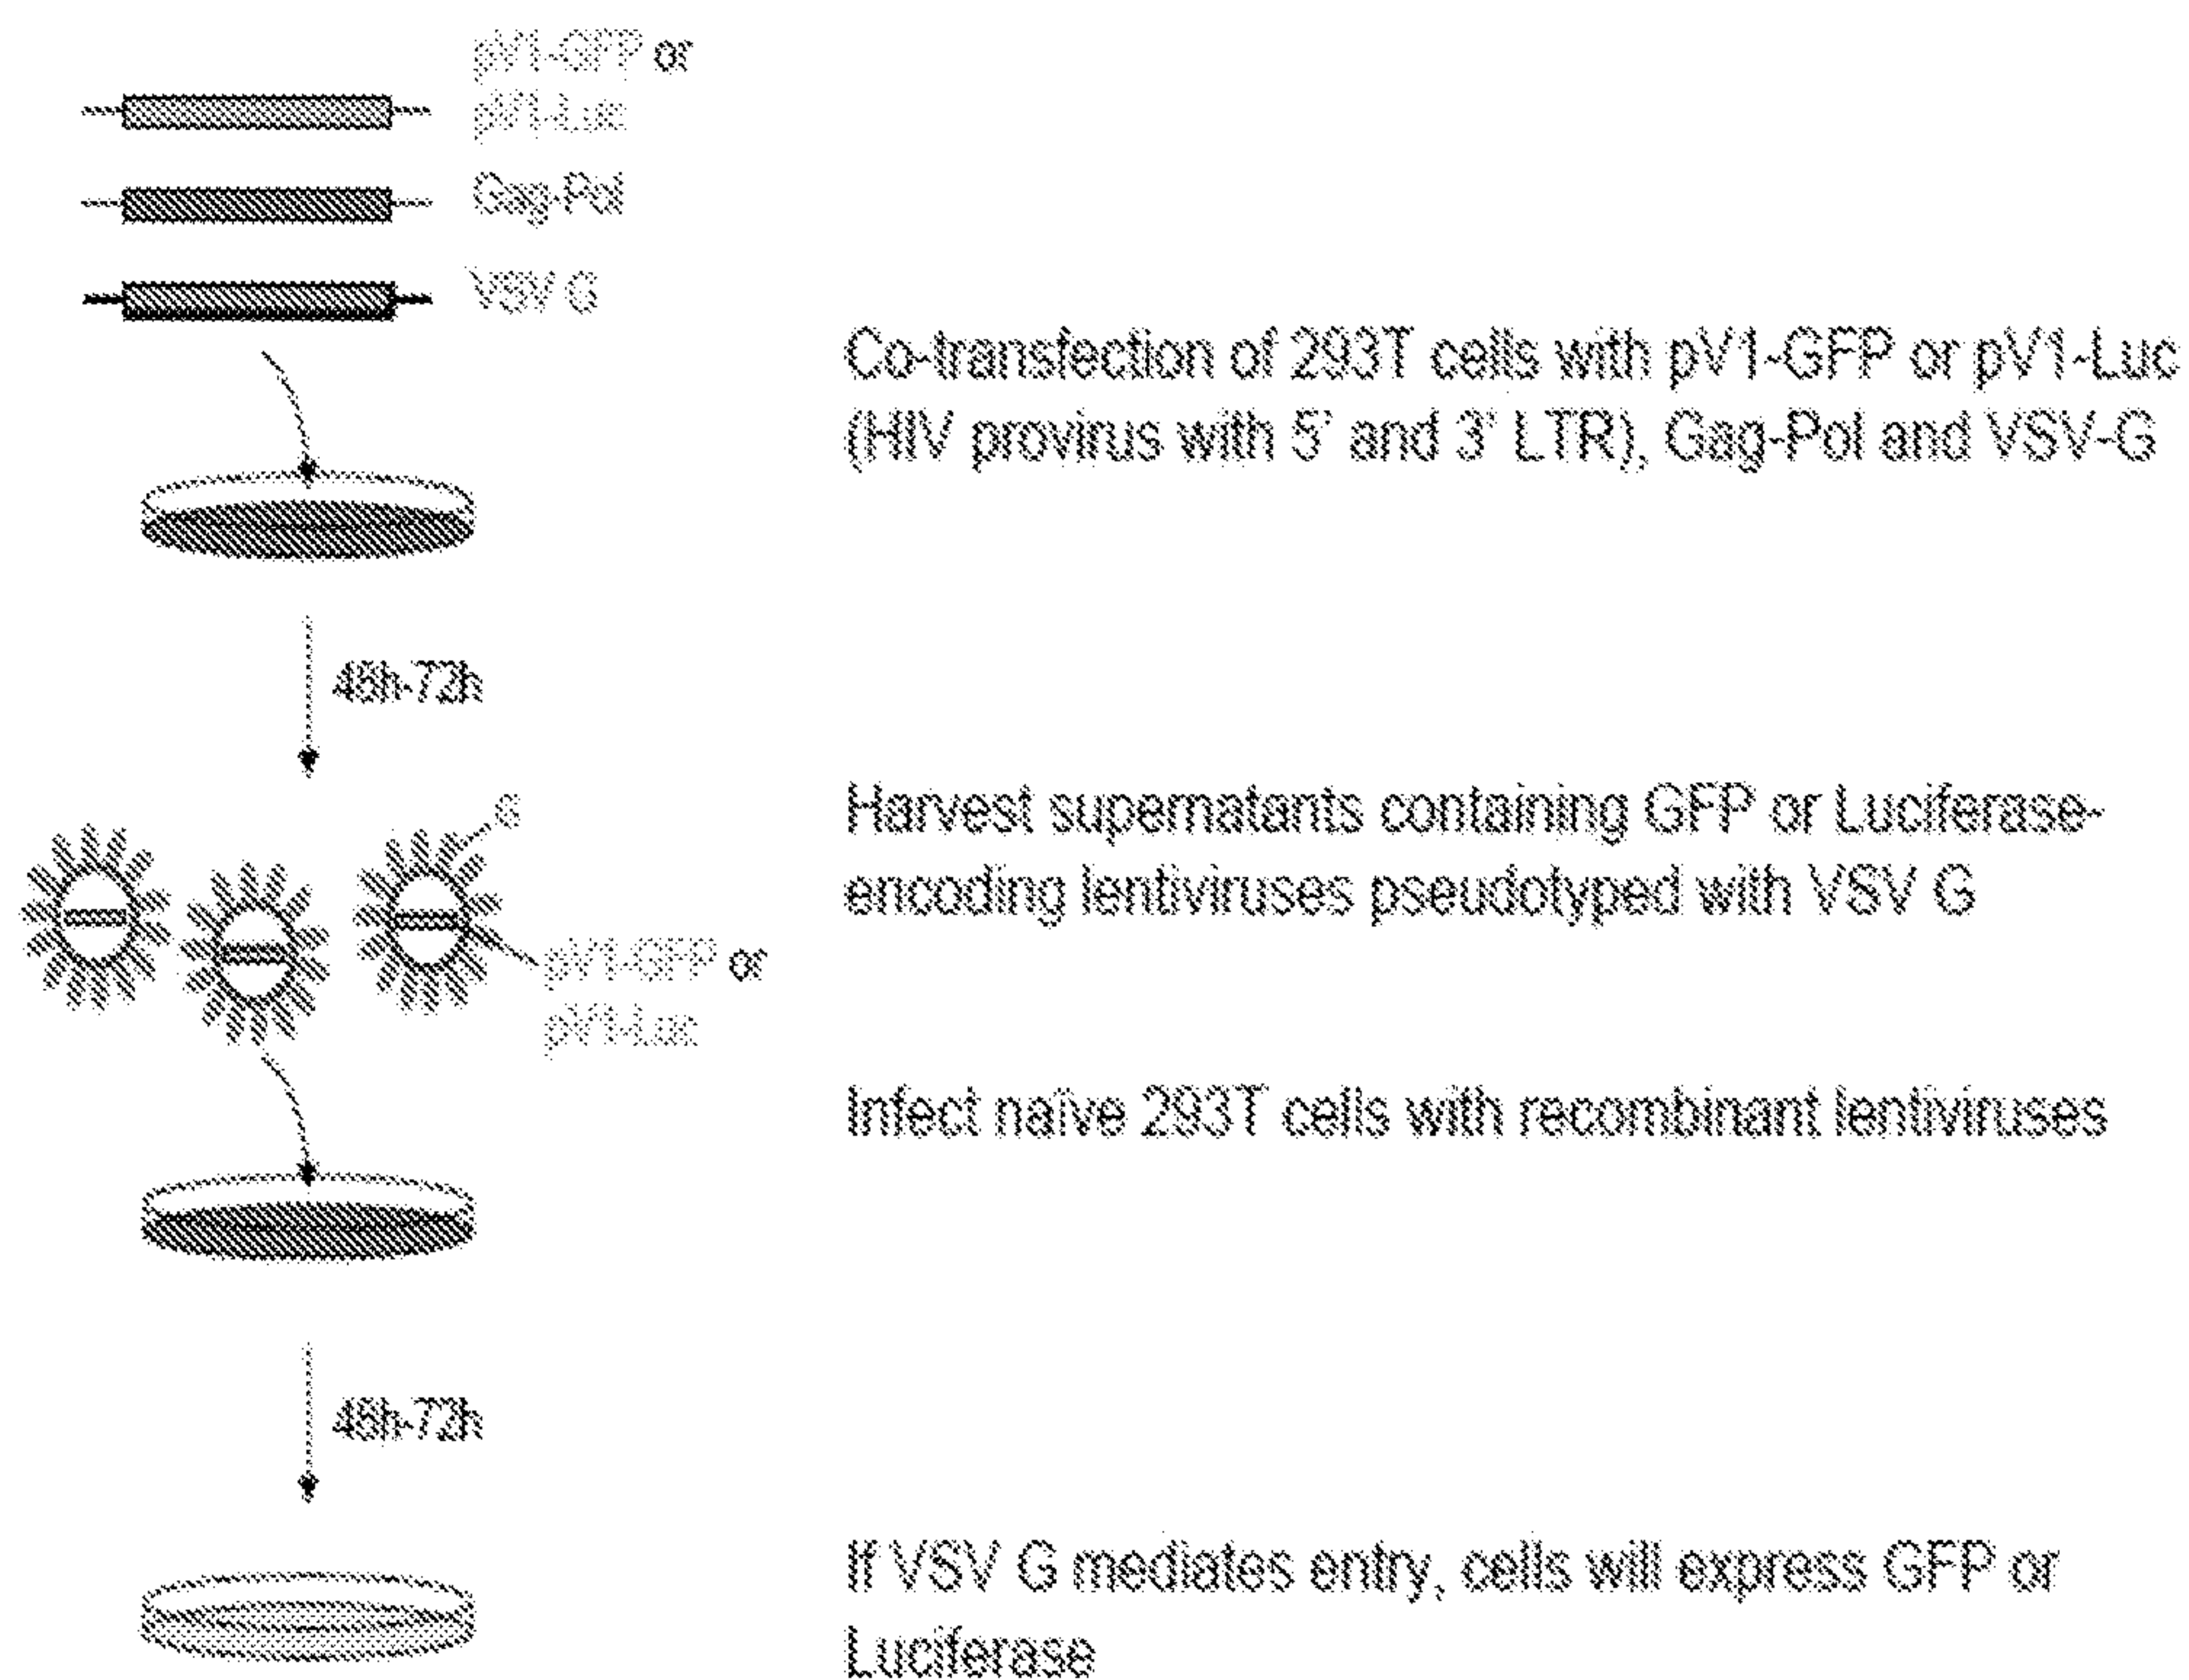 pV1-GFP or
pV1-Luc
Gag-Pol
VSV G
Co-transfection of 293T cells with pV1-GFP or pV1-Luc
(HIV provirus with 5' and 3' LTR), Gag-Pol and VSV-G
48h-72h
Harvest supernatants containing GFP or Luciferase-
encoding lentiviruses pseudotyped with VSV G
G
pV1-GFP or
pV1-Luc
Infect naïve 293T cells with recombinant lentiviruses
48h-72h
If VSV G mediates entry, cells will express GFP or
Luciferase